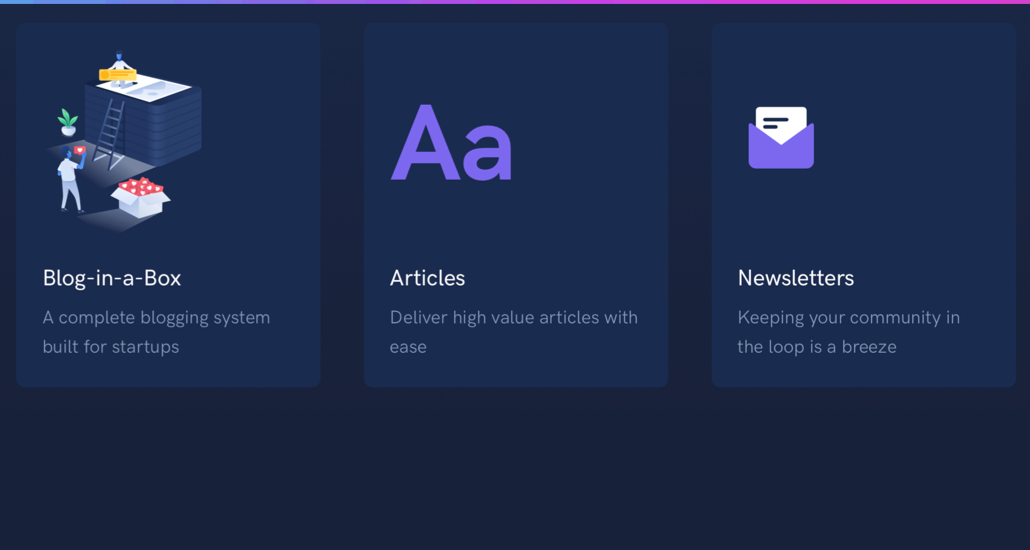 Aa
Blog-in-a-Box
Articles
Newsletters
A complete blogging system
built for startups
Deliver high value articles with
ease
Keeping your community in
the loop is a breeze